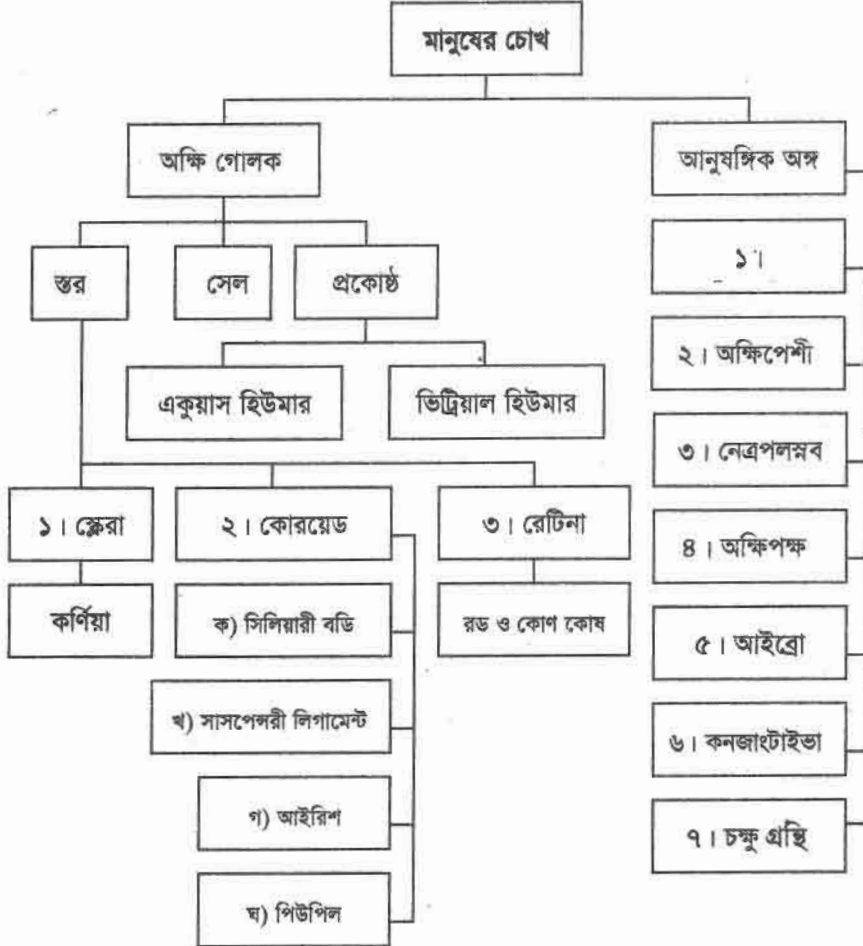 মানুষের চোখ
অক্ষি গোলক
আনুষঙ্গিক অঙ্গ
স্তর
সেল
প্রকোষ্ঠ
১।
একুয়াস হিউমার
ভিট্রিয়াল হিউমার
২। অক্ষিপেশী
৩। নেত্রপলস্নব
১। স্ক্লেরা
২। কোরয়েড
৩। রেটিনা
৪। অক্ষিপক্ষ
কর্ণিয়া
ক) সিলিয়ারী বডি
রড ও কোণ কোষ
৫। আইব্রো
খ) সাসপেন্সরী লিগামেন্ট
৬। কনজাংটাইভা
গ) আইরিশ
৭। চক্ষু গ্রন্থি
ঘ) পিউপিল